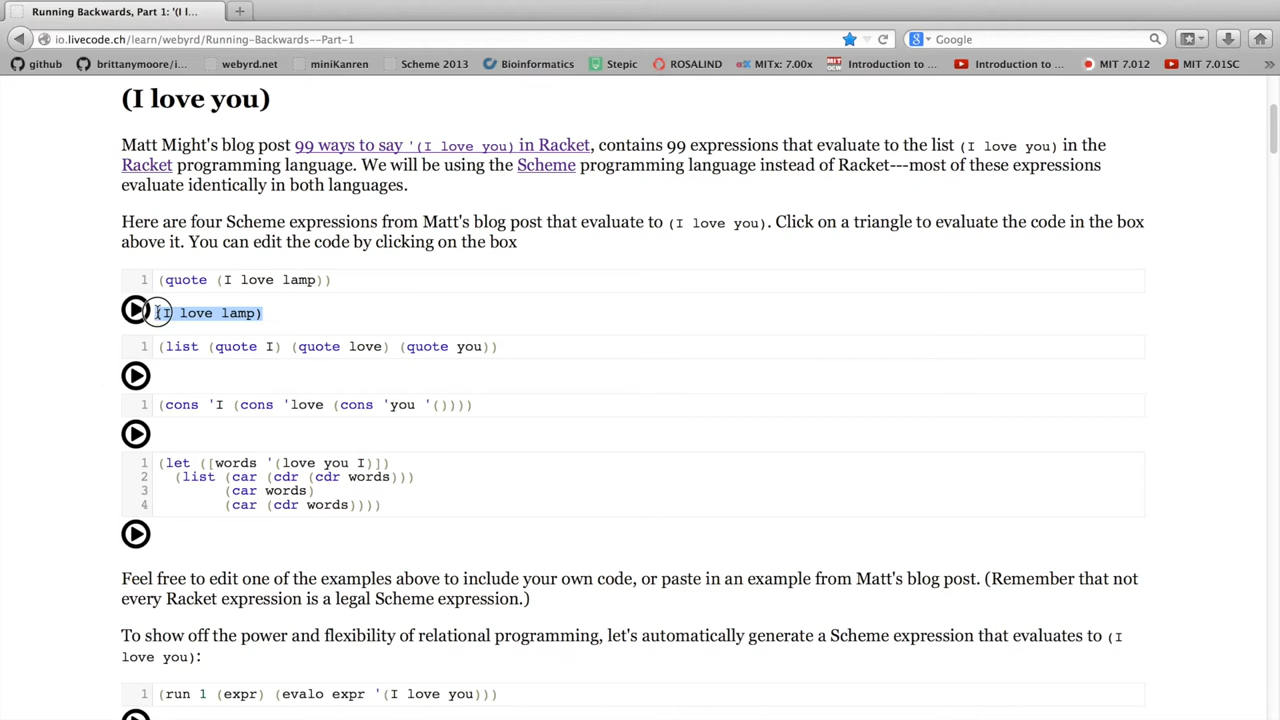 Running Backwards, Part 1: '(I l...
io.livecode.ch/learn/webyrd/Running-Backwards--Part-1
Google
github
brittanymoore/i...
webyrd.net
miniKanren
Scheme 2013
Bioinformatics
Stepic
ROSALIND
MITx: 7.00x
Introduction to ...
Introduction to ...
MIT 7.012
MIT 7.01SC
(I love you)
Matt Might's blog post 99 ways to say '(I love you) in Racket, contains 99 expressions that evaluate to the list (I love you) in the
Racket programming language. We will be using the Scheme programming language instead of Racket---most of these expressions
evaluate identically in both languages.
Here are four Scheme expressions from Matt's blog post that evaluate to (I love you). Click on a triangle to evaluate the code in the box
above it. You can edit the code by clicking on the box
1 (quote (I love lamp))
(I love lamp)
1 (list (quote I) (quote love) (quote you))
1 (cons 'I (cons 'love (cons 'you '())))
1 (let ([words '(love you I)])
2 (list (car (cdr (cdr words)))
3 (car words)
4 (car (cdr words))))
Feel free to edit one of the examples above to include your own code, or paste in an example from Matt's blog post. (Remember that not
every Racket expression is a legal Scheme expression.)
To show off the power and flexibility of relational programming, let's automatically generate a Scheme expression that evaluates to (I
love you):
1 (run 1 (expr) (evalo expr '(I love you)))